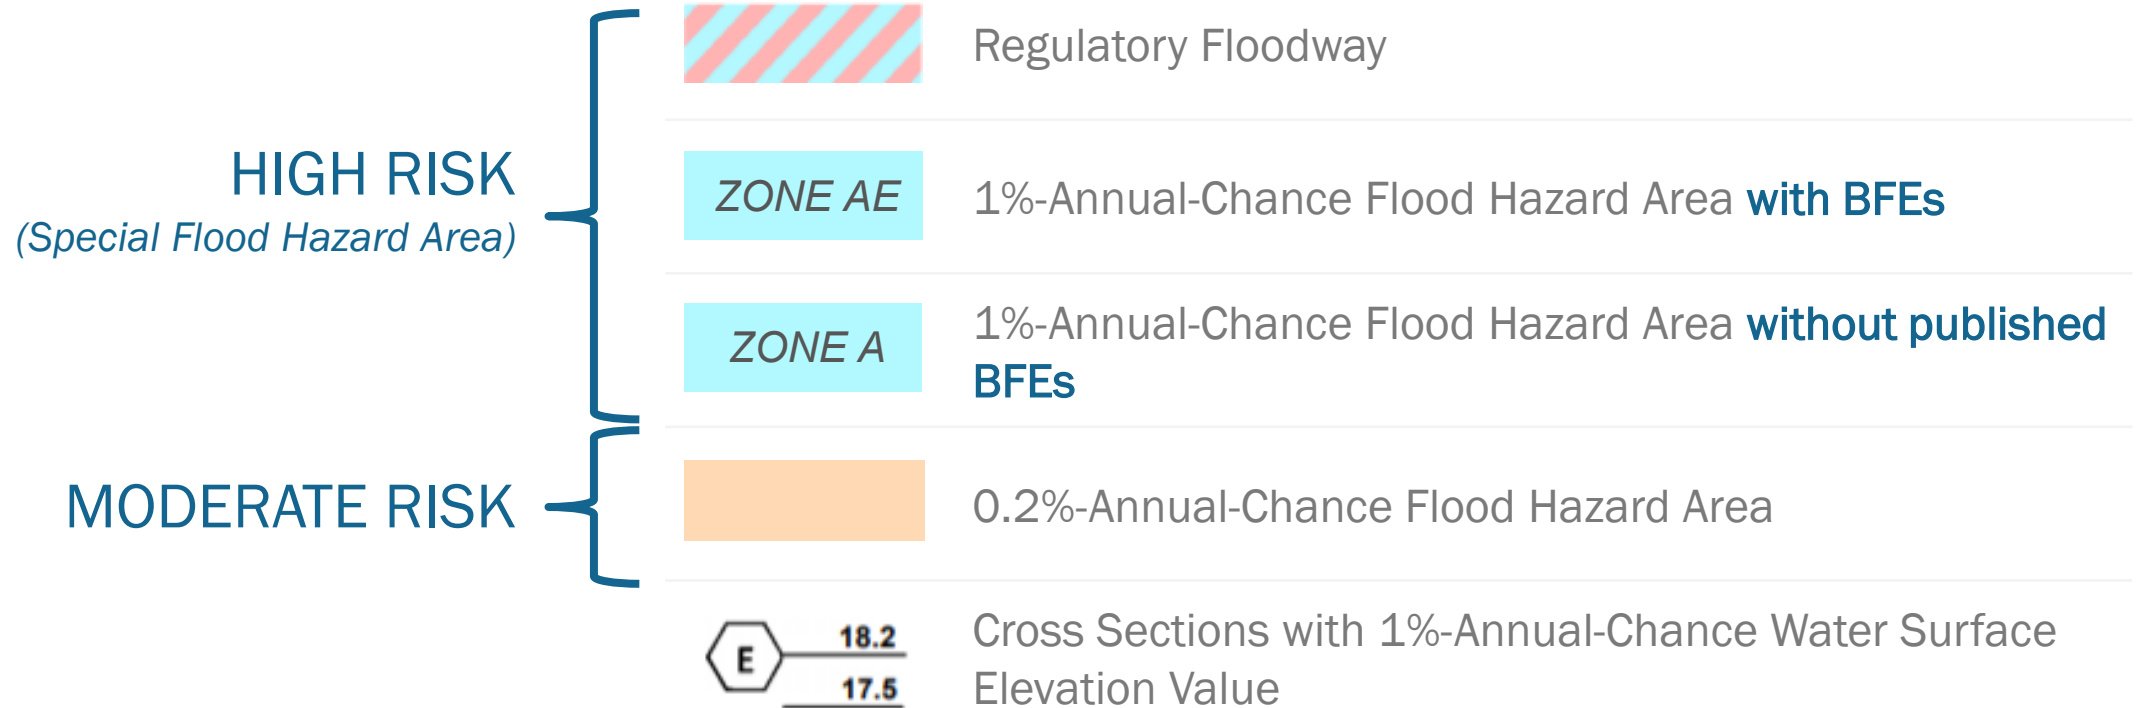 Regulatory Floodway
HIGH RISK
(Special Flood Hazard Area)
ZONE AE
1%-Annual-Chance Flood Hazard Area with BFEs
ZONE A
1%-Annual-Chance Flood Hazard Area without published
BFEs
MODERATE RISK
0.2%-Annual-Chance Flood Hazard Area
E
18.2
17.5
Cross Sections with 1%-Annual-Chance Water Surface
Elevation Value